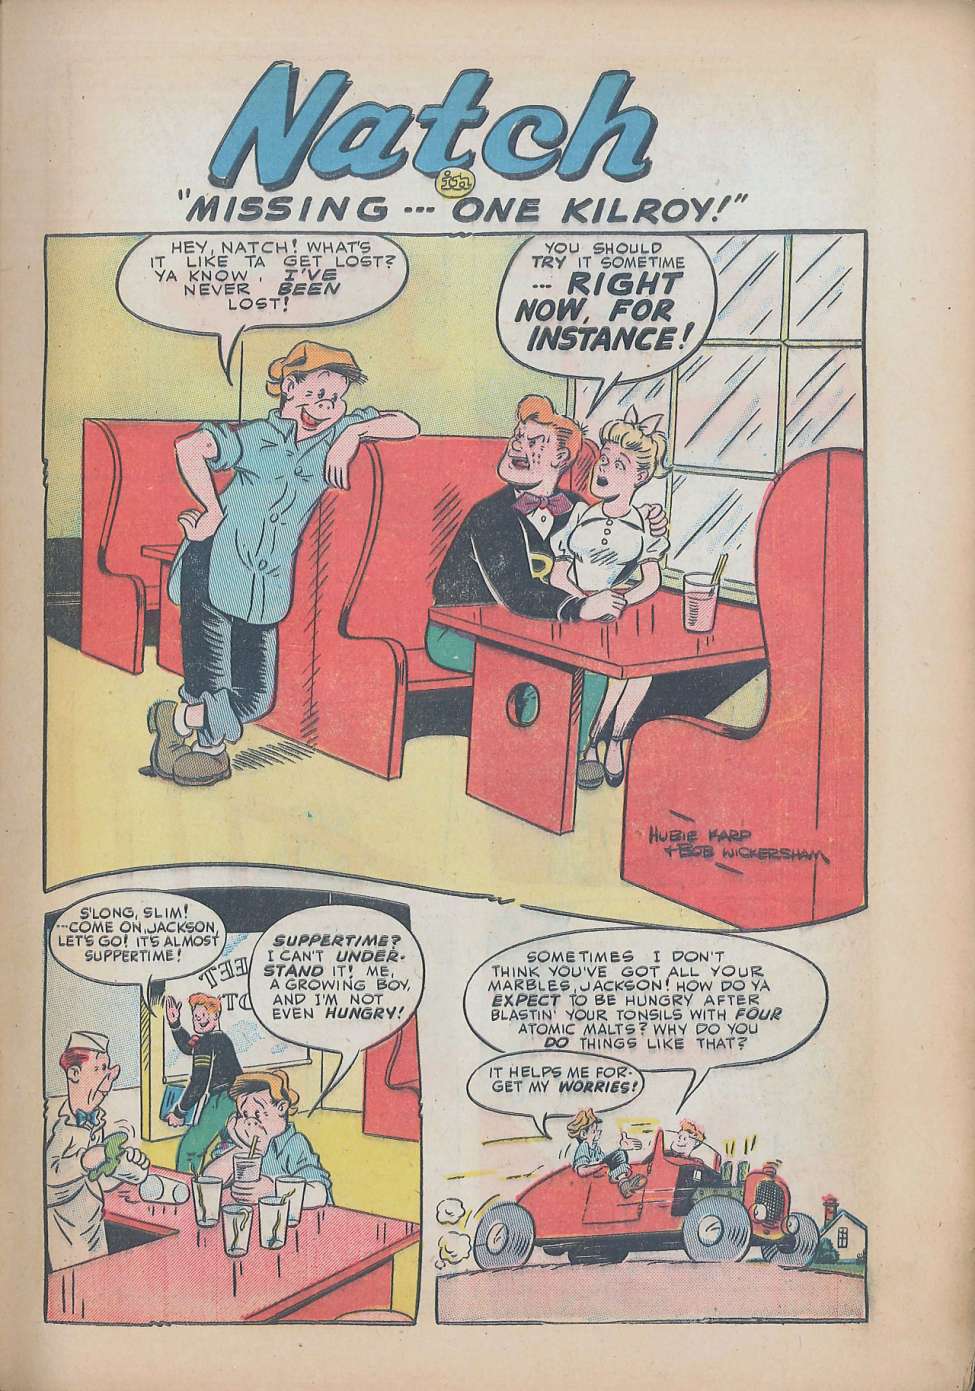 Natch
in
"MISSING --- ONE KILROY!"
HEY, NATCH! WHAT'S
IT LIKE TA GET LOST?
YA KNOW, I'VE
NEVER BEEN
LOST!
YOU SHOULD
TRY IT SOMETIME
--- RIGHT
NOW, FOR
INSTANCE!
R
HUBIE KARP
+ BOB WICKERSHAM
S'LONG, SLIM!
---COME ON, JACKSON,
LET'S GO! IT'S ALMOST
SUPPERTIME!
SUPPERTIME?
I CAN'T UNDER-
STAND IT! ME,
A GROWING BOY,
AND I'M NOT
EVEN HUNGRY!
SOMETIMES I DON'T
THINK YOU'VE GOT ALL YOUR
MARBLES, JACKSON! HOW DO YA
EXPECT TO BE HUNGRY AFTER
BLASTIN' YOUR TONSILS WITH FOUR
ATOMIC MALTS? WHY DO YOU
DO THINGS LIKE THAT?
IT HELPS ME FOR-
GET MY WORRIES!